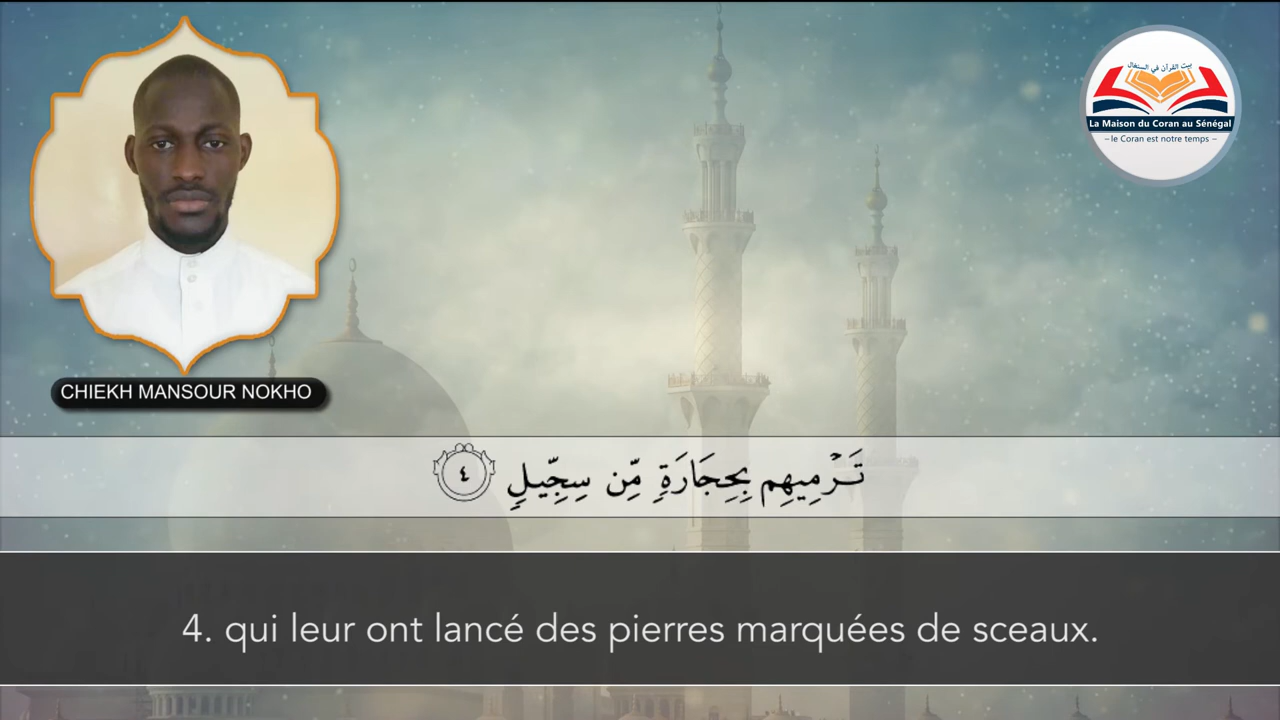 بيت القرآن في السنغال
La Maison du Coran au Sénégal
– le Coran est notre temps –
CHIEKH MANSOUR NOKHO
تَرْمِيهِم بِحِجَارَةٍ مِّن سِجِّيلٍ ٤
4. qui leur ont lancé des pierres marquées de sceaux.